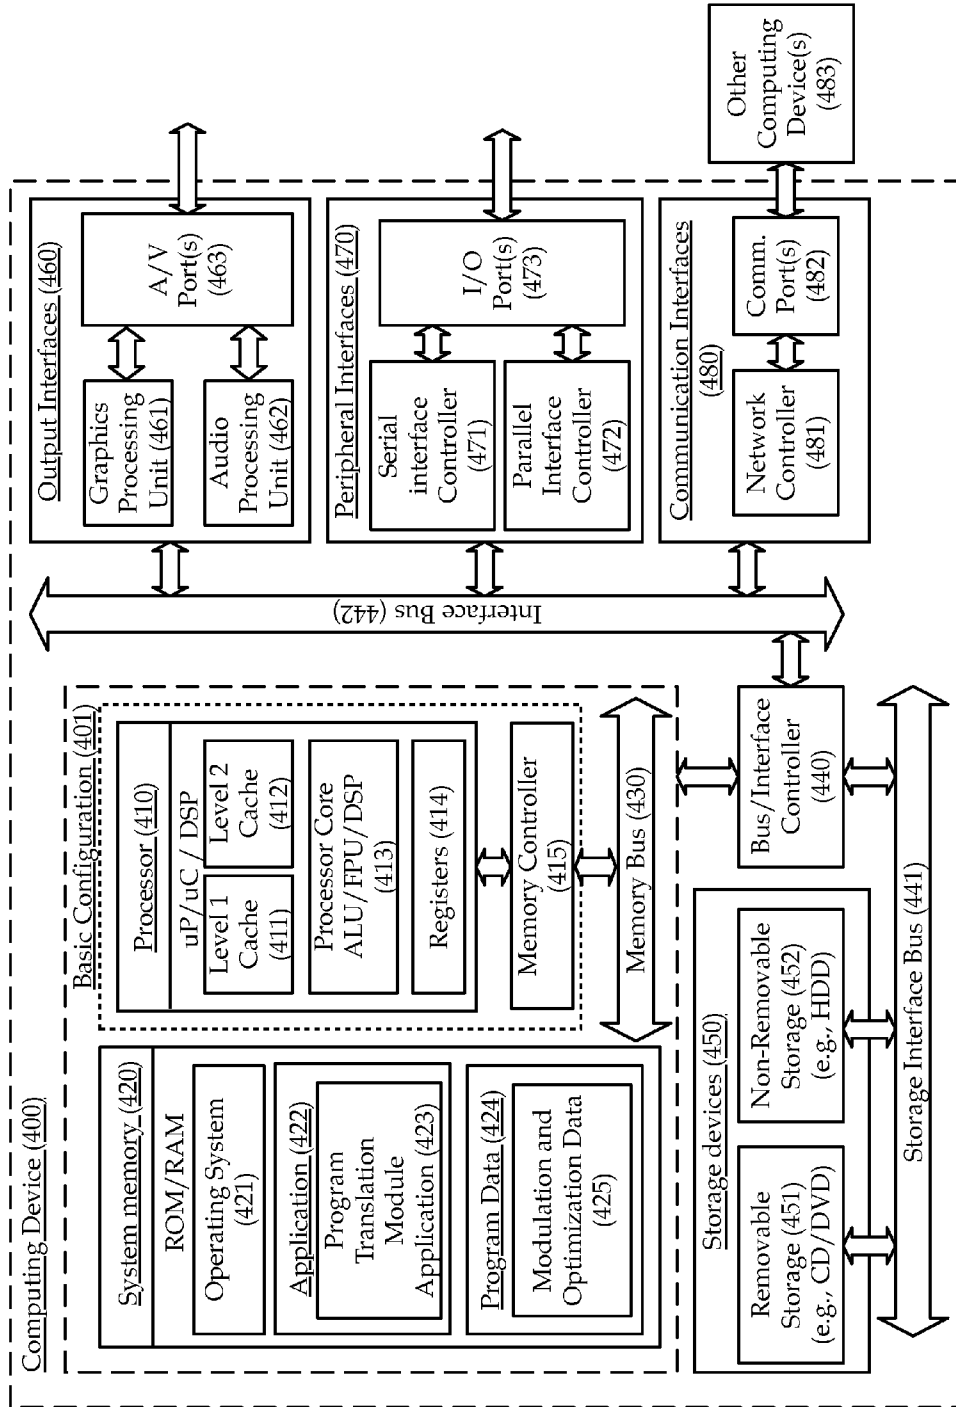 Computing Device (400)
Basic Configuration (401)
System memory (420)
ROM/RAM
Operating System
(421)
Application (422)
Program
Translation
Module
Application (423)
Program Data (424)
Modulation and
Optimization Data
(425)
Processor (410)
uP/uC / DSP
Level 1
Cache
(411)
Level 2
Cache
(412)
Processor Core
ALU/FPU/DSP
(413)
Registers (414)
Memory Controller
(415)
Memory Bus (430)
Storage devices (450)
Removable
Storage (451)
(e.g., CD/DVD)
Non-Removable
Storage (452)
(e.g., HDD)
Bus/Interface
Controller
(440)
Storage Interface Bus (441)
Interface Bus (442)
Output Interfaces (460)
Graphics
Processing
Unit (461)
Audio
Processing
Unit (462)
A/V
Port(s)
(463)
Peripheral Interfaces (470)
Serial
interface
Controller
(471)
Parallel
Interface
Controller
(472)
I/O
Port(s)
(473)
Communication Interfaces
(480)
Network
Controller
(481)
Comm.
Port(s)
(482)
Other
Computing
Device(s)
(483)